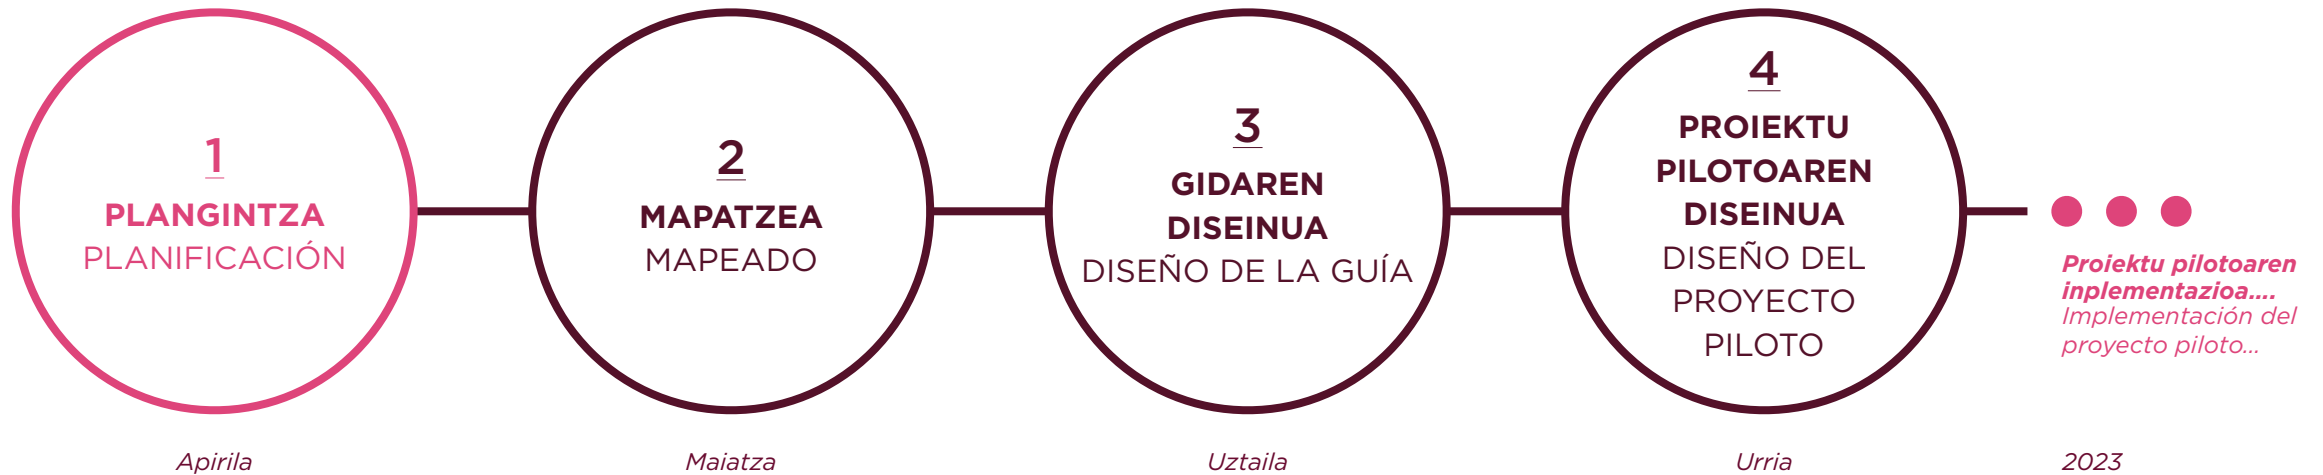 1
PLANGINTZA
PLANIFICACIÓN
2
MAPATZEA
MAPEADO
3
GIDAREN
DISEINUA
DISEÑO DE LA GUÍA
4
PROIEKTU
PILOTOAREN
DISEINUA
DISEÑO DEL
PROYECTO
PILOTO
Proiektu pilotoaren
inplementazioa....
Implementación del
proyecto piloto...
Apirila
Maiatza
Uztaila
Urria
2023